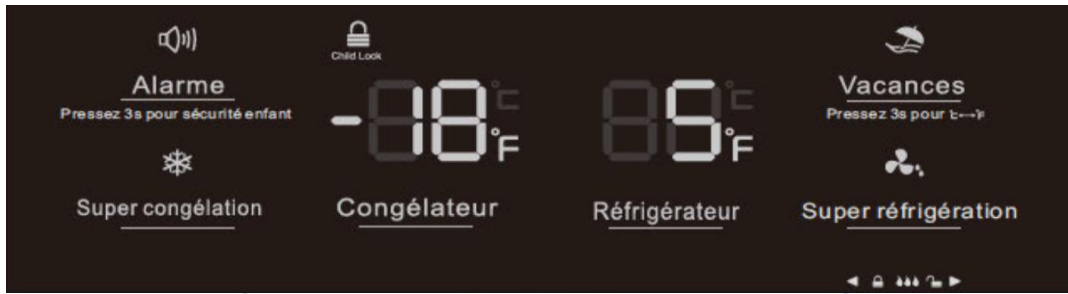 Child Lock
Alarme
Pressez 3s pour sécurité enfant
Super congélation
-18 °C
°F
Congélateur
5 °C
°F
Réfrigérateur
Vacances
Pressez 3s pour °C↔°F
Super réfrigération